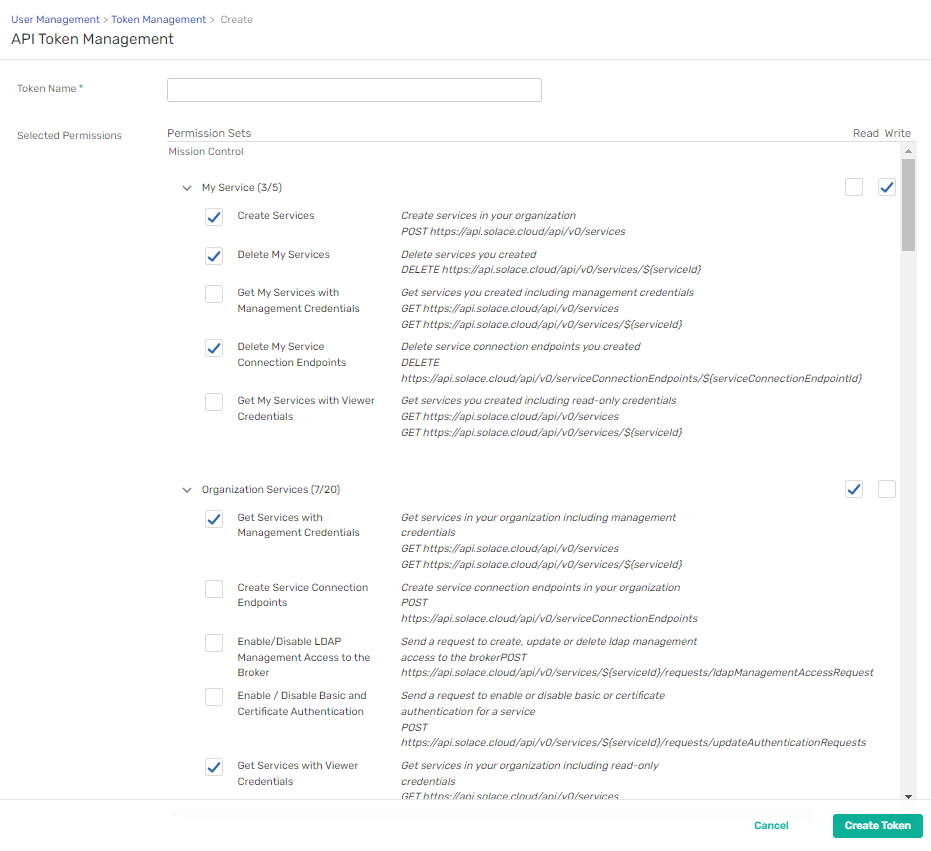 User Management > Token Management > Create
API Token Management
Token Name *
Selected Permissions
Permission Sets Read Write
Mission Control
My Service (3/5)
Create Services
Create services in your organization
POST https://api.solace.cloud/api/v0/services
Delete My Services
Delete services you created
DELETE https://api.solace.cloud/api/v0/services/${serviceId}
Get My Services with
Management Credentials
Get services you created including management credentials
GET https://api.solace.cloud/api/v0/services
GET https://api.solace.cloud/api/v0/services/${serviceId}
Delete My Service
Connection Endpoints
Delete service connection endpoints you created
DELETE
https://api.solace.cloud/api/v0/serviceConnectionEndpoints/${serviceConnectionEndpointId}
Get My Services with Viewer
Credentials
Get services you created including read-only credentials
GET https://api.solace.cloud/api/v0/services
GET https://api.solace.cloud/api/v0/services/${serviceId}
Organization Services (7/20)
Get Services with
Management Credentials
Get services in your organization including management
credentials
GET https://api.solace.cloud/api/v0/services
GET https://api.solace.cloud/api/v0/services/${serviceId}
Create Service Connection
Endpoints
Create service connection endpoints in your organization
POST
https://api.solace.cloud/api/v0/serviceConnectionEndpoints
Enable/Disable LDAP
Management Access to the
Broker
Send a request to create, update or delete ldap management
access to the brokerPOST
https://api.solace.cloud/api/v0/services/${serviceId}/requests/ldapManagementAccessRequest
Enable / Disable Basic and
Certificate Authentication
Send a request to enable or disable basic or certificate
authentication for a service
POST
https://api.solace.cloud/api/v0/services/${serviceId}/requests/updateAuthenticationRequests
Get Services with Viewer
Credentials
Get services in your organization including read-only
credentials
GET https://api.solace.cloud/api/v0/services
Cancel
Create Token